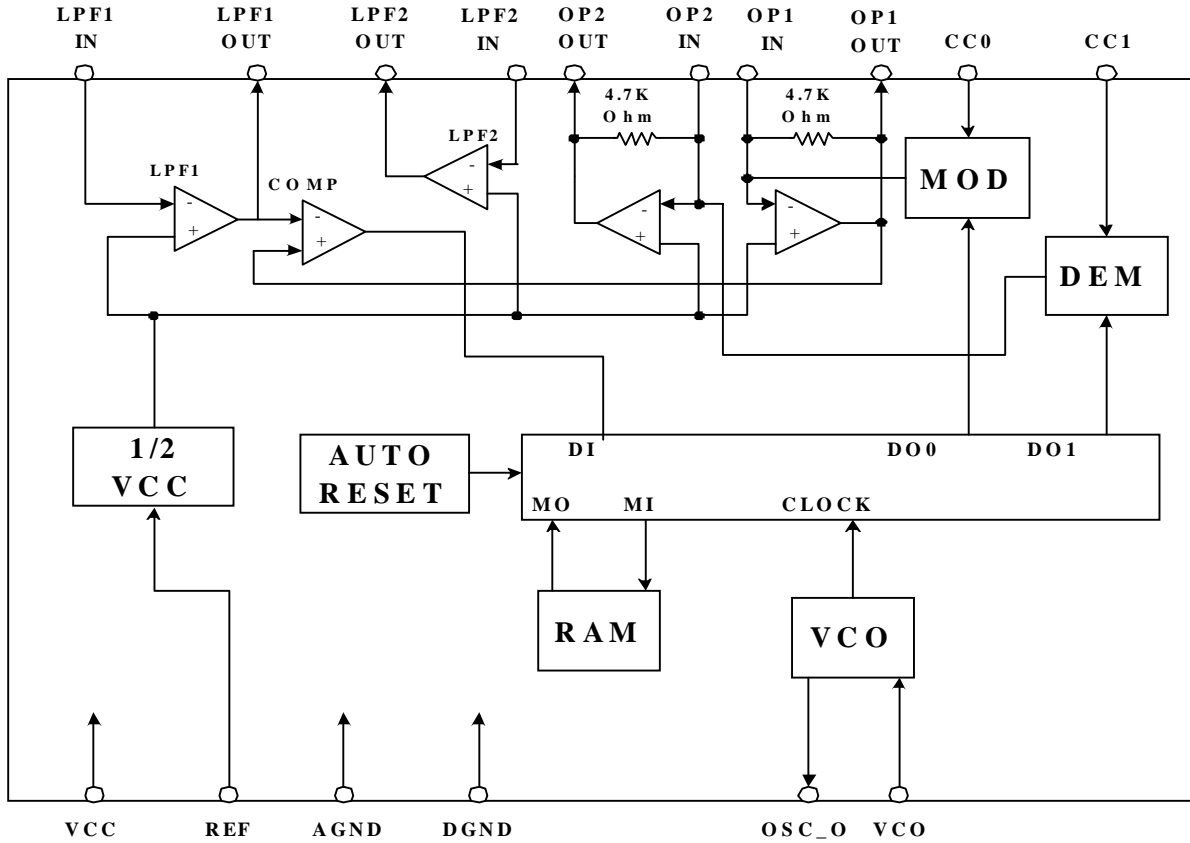 LPF1 IN
LPF1 OUT
LPF2 OUT
LPF2 IN
OP2 OUT
OP2 IN
OP1 IN
OP1 OUT
CC0
CC1
4.7K Ohm
4.7K Ohm
LPF1
COMP
LPF2
MOD
DEM
-
+
-
+
-
+
-
+
-
+
1/2 VCC
AUTO RESET
DI
DO0
DO1
MO
MI
CLOCK
RAM
VCO
VCC
REF
AGND
DGND
OSC_O
VCO